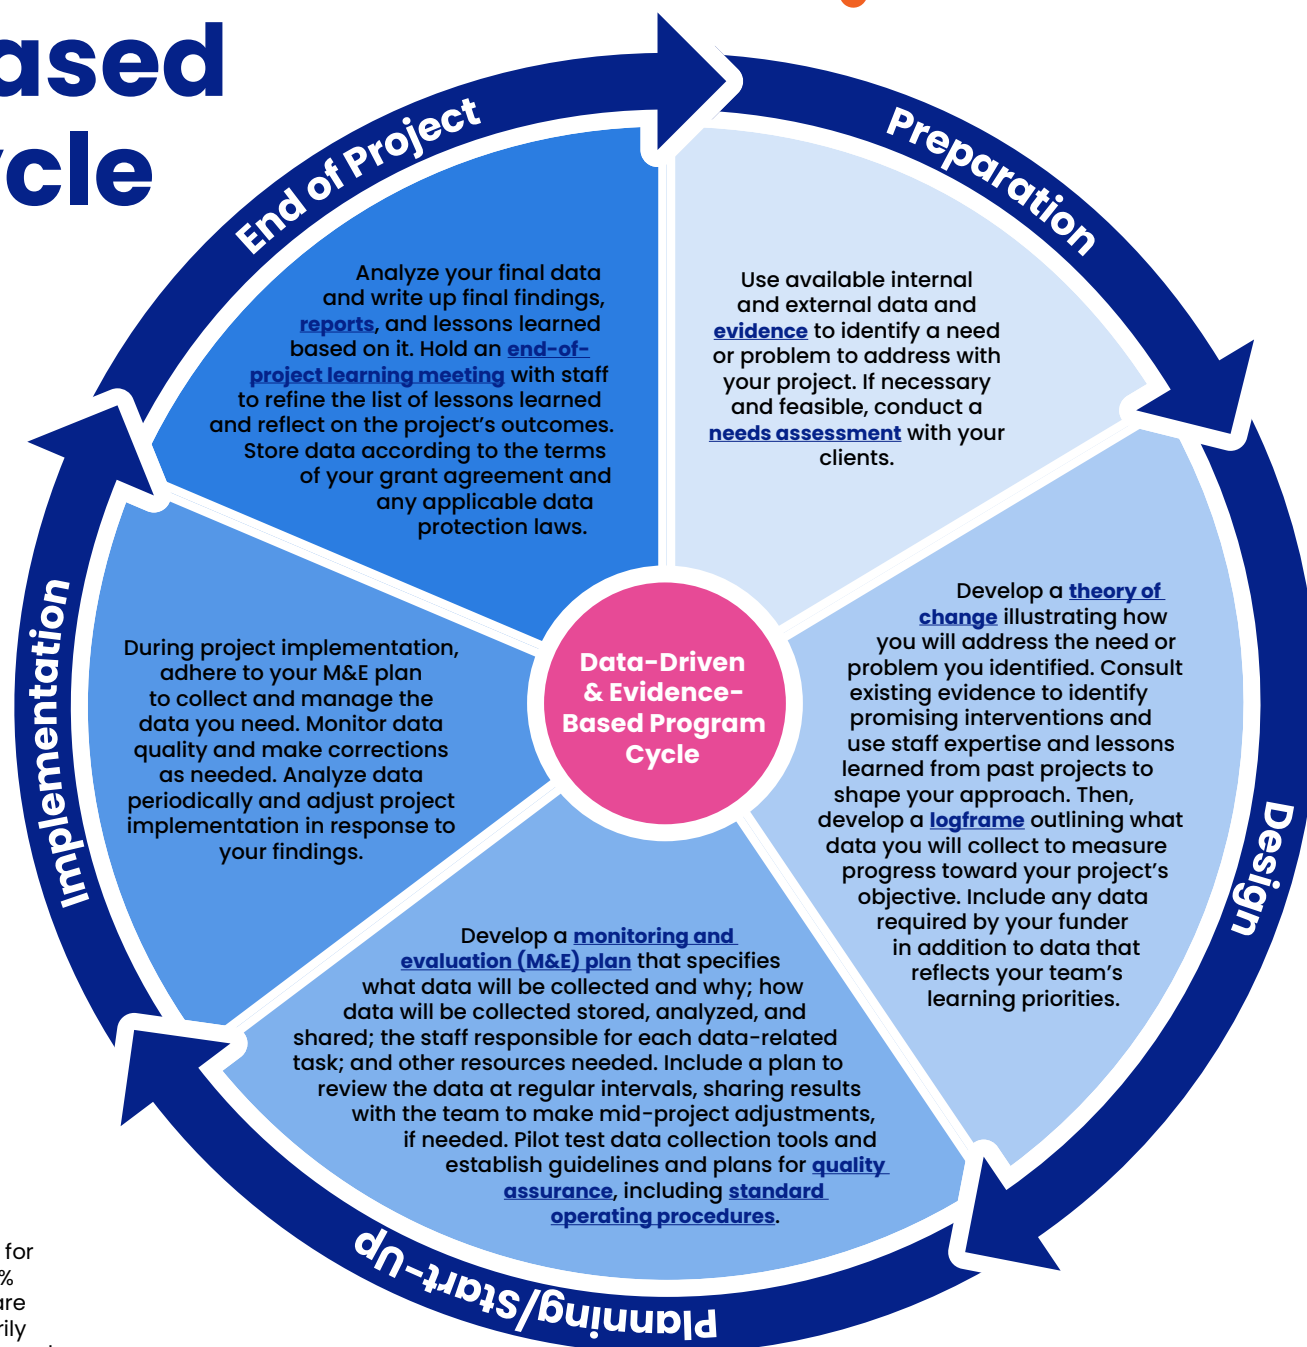 ased
cle
End of Project
Analyze your final data
and write up final findings,
reports, and lessons learned
based on it. Hold an end-of-
project learning meeting with staff
to refine the list of lessons learned
and reflect on the project's outcomes.
Store data according to the terms
of your grant agreement and
any applicable data
protection laws.
Preparation
Use available internal
and external data and
evidence to identify a need
or problem to address with
your project. If necessary
and feasible, conduct a
needs assessment with your
clients.
Design
Develop a theory of
change illustrating how
you will address the need or
problem you identified. Consult
existing evidence to identify
promising interventions and
use staff expertise and lessons
learned from past projects to
shape your approach. Then,
develop a logframe outlining what
data you will collect to measure
progress toward your project's
objective. Include any data
required by your funder
in addition to data that
reflects your team's
learning priorities.
Planning/Start-Up
Develop a monitoring and
evaluation (M&E) plan that specifies
what data will be collected and why; how
data will be collected stored, analyzed, and
shared; the staff responsible for each data-related
task; and other resources needed. Include a plan to
review the data at regular intervals, sharing results
with the team to make mid-project adjustments,
if needed. Pilot test data collection tools and
establish guidelines and plans for quality
assurance, including standard
operating procedures.
Implementation
During project implementation,
adhere to your M&E plan
to collect and manage the
data you need. Monitor data
quality and make corrections
as needed. Analyze data
periodically and adjust project
implementation in response to
your findings.
Data-Driven
& Evidence-
Based Program
Cycle
for
%
are
rily